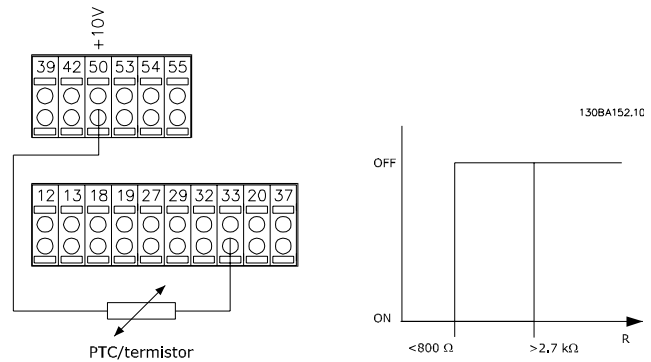 +10V
39 42 50 53 54 55
130BA152.10
OFF
12 13 18 19 27 29 32 33 20 37
ON
<800 Ω >2.7 kΩ R
PTC/termistor